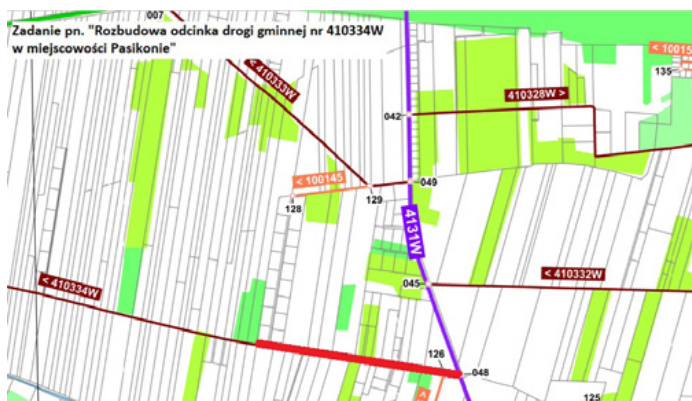 007
Zadanie pn. "Rozbudowa odcinka drogi gminnej nr 410334W
w miejscowości Pasikonie"
< 10015
135
< 410333W
410328W >
042
< 100145
049
128
129
4131W
< 410334W
045
< 410332W
126
048
125
<